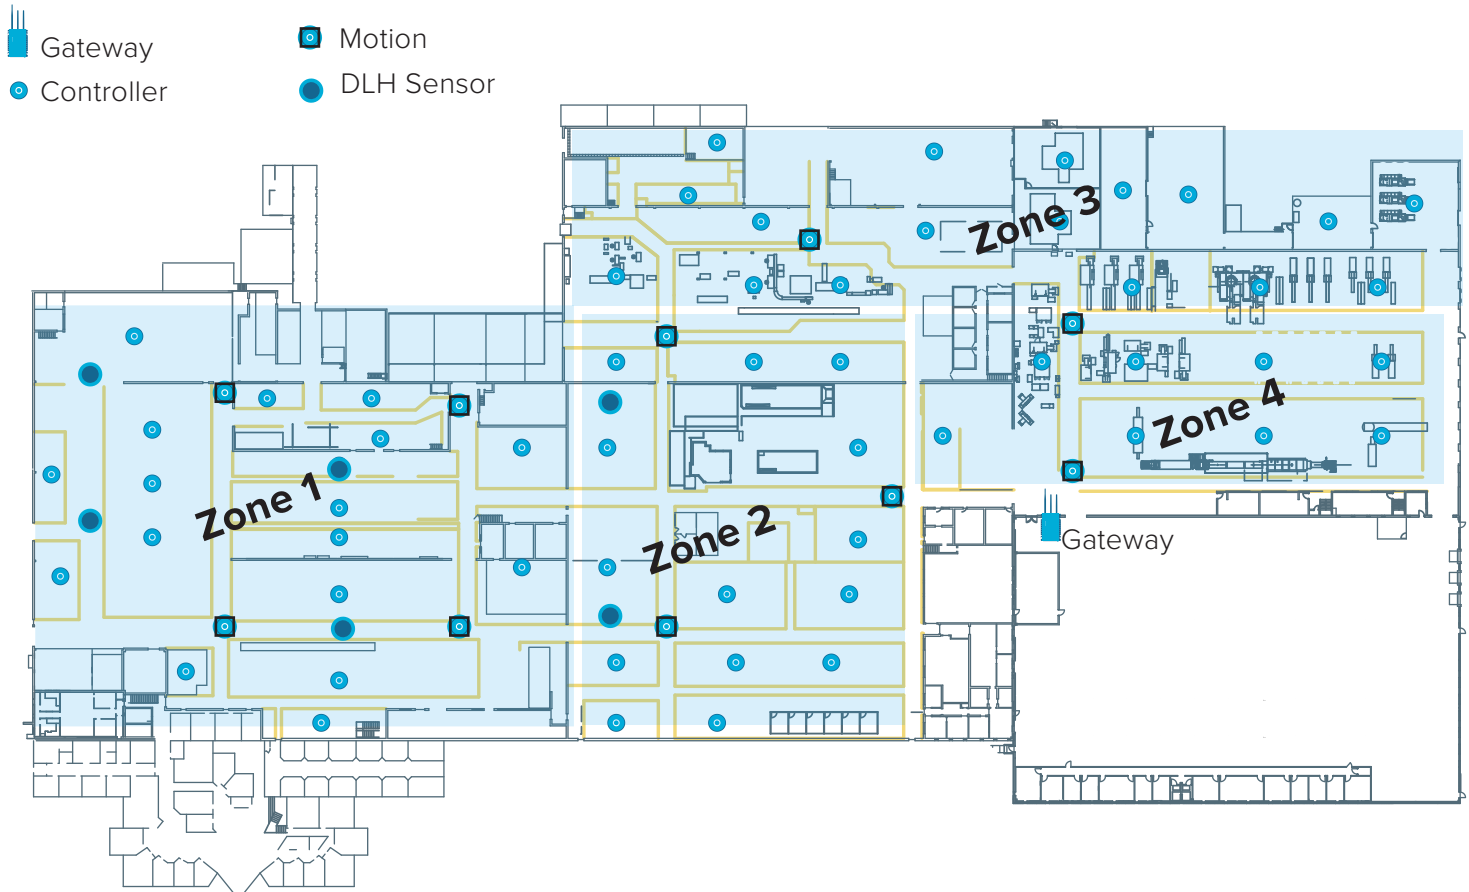 Gateway
Motion
Controller
DLH Sensor
Zone 3
Zone 4
Zone 1
Zone 2
Gateway